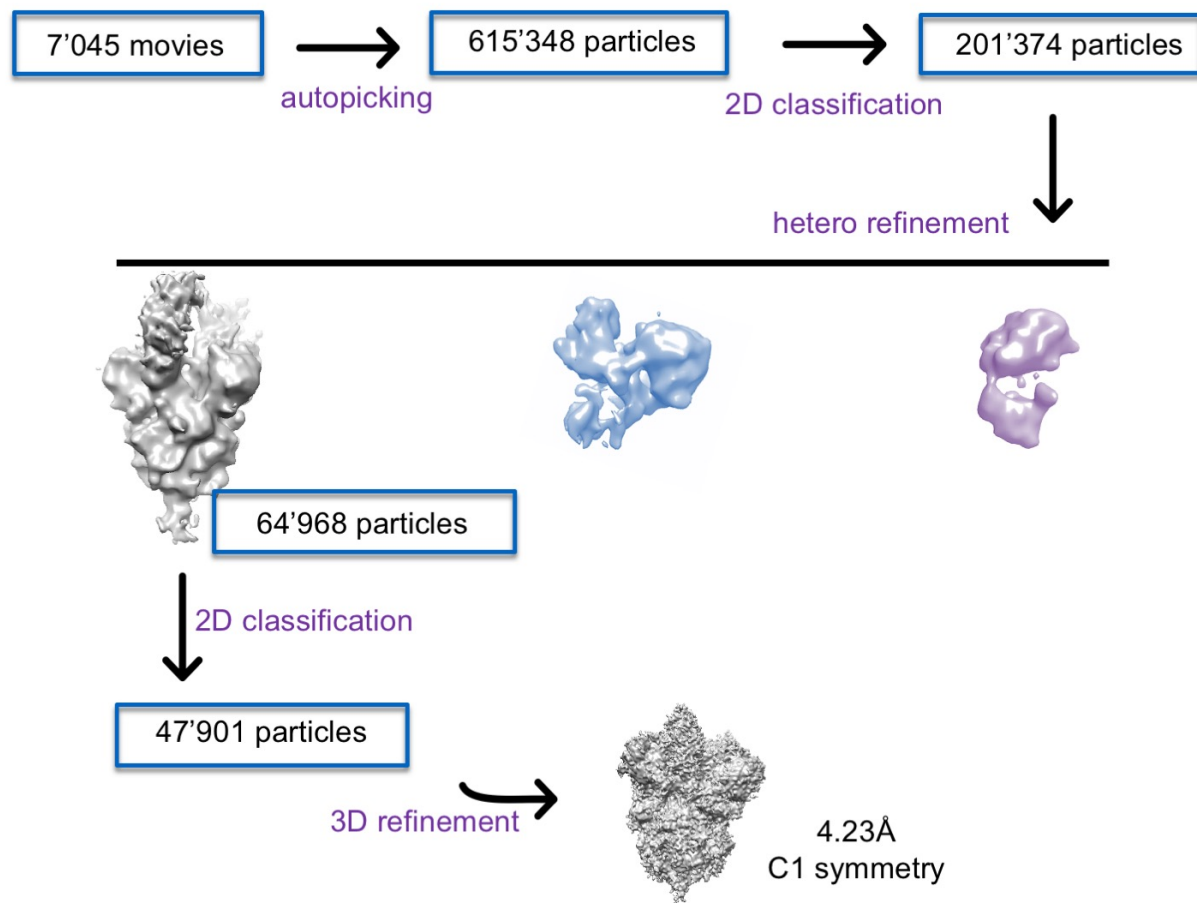 7’045 movies
autopicking
615’348 particles
2D classification
201’374 particles
hetero refinement
64’968 particles
2D classification
47’901 particles
3D refinement
4.23Å
C1 symmetry